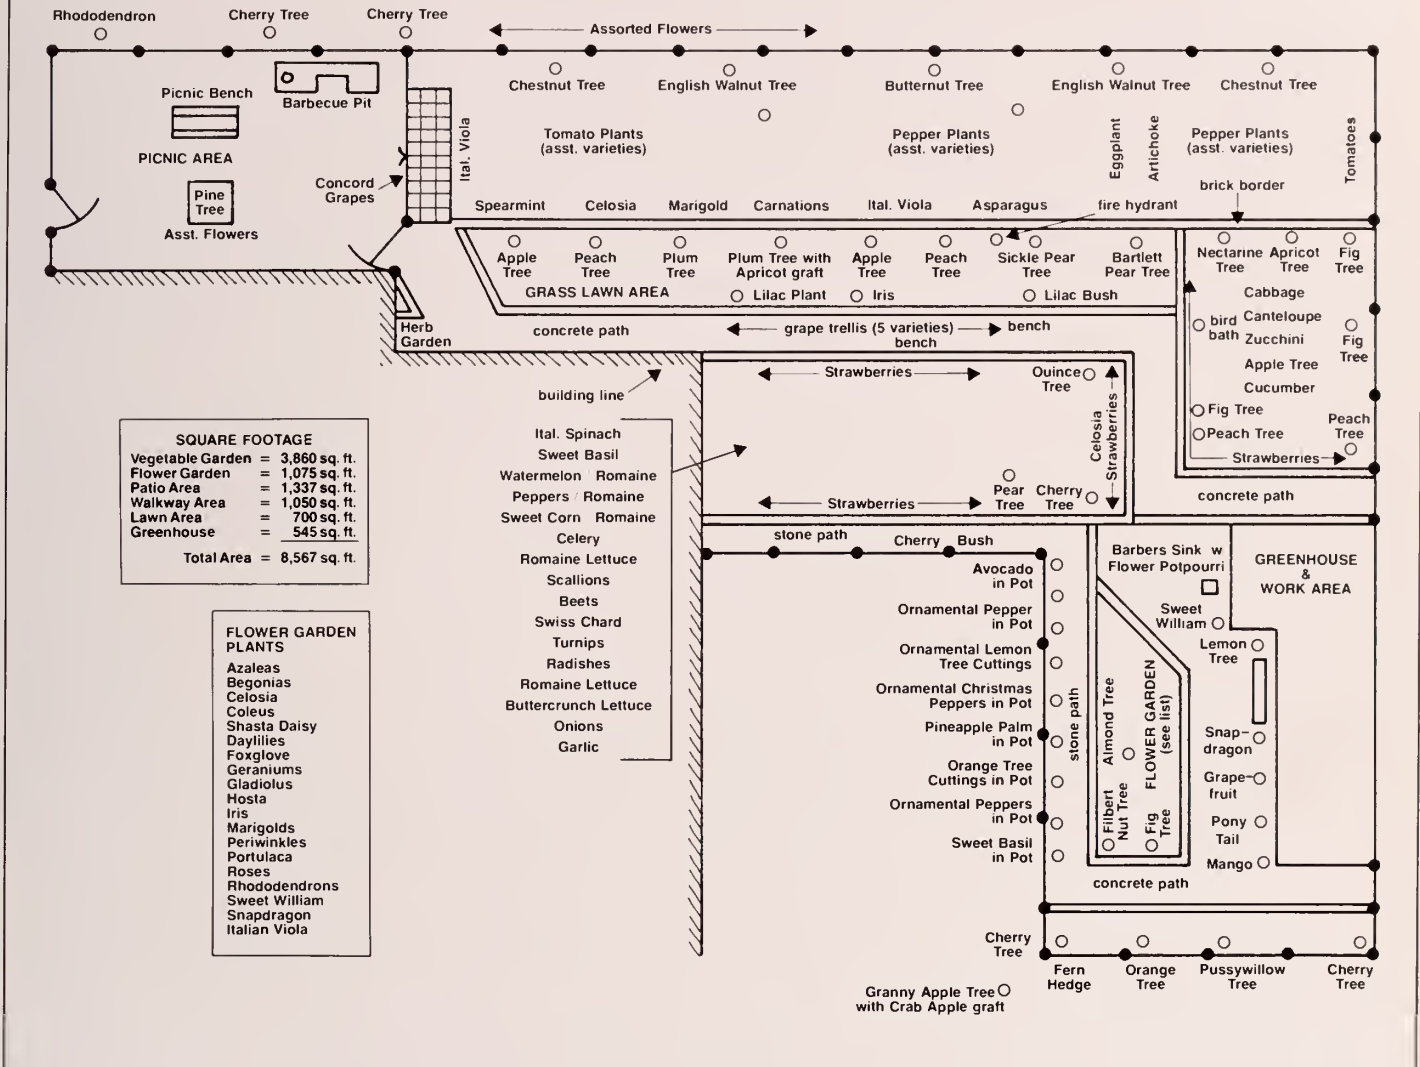 Rhododendron
Cherry Tree
Cherry Tree
Assorted Flowers
Picnic Bench
Barbecue Pit
PICNIC AREA
Pine
Tree
Asst. Flowers
Concord
Grapes
Ital. Viola
Chestnut Tree
English Walnut Tree
Butternut Tree
English Walnut Tree
Chestnut Tree
Tomato Plants
(asst. varieties)
Pepper Plants
(asst. varieties)
Eggplant
Artichoke
Pepper Plants
(asst. varieties)
Tomatoes
brick border
Spearmint
Celosia
Marigold
Carnations
Ital. Viola
Asparagus
fire hydrant
Apple
Tree
Peach
Tree
Plum
Tree
Plum Tree with
Apricot graft
Apple
Tree
Peach
Tree
Sickle Pear
Tree
Bartlett
Pear Tree
Nectarine
Tree
Apricot
Tree
Fig
Tree
GRASS LAWN AREA
Lilac Plant
Iris
Lilac Bush
Herb
Garden
concrete path
grape trellis (5 varieties)
bench
bench
Cabbage
Canteloupe
bird
bath
Zucchini
Fig
Tree
Apple Tree
Cucumber
Fig Tree
Peach Tree
Peach
Tree
Strawberries
concrete path
building line
Strawberries
Quince
Tree
Celosia
Strawberries
Pear
Tree
Cherry
Tree
Strawberries
SQUARE FOOTAGE
Vegetable Garden = 3,860 sq. ft.
Flower Garden = 1,075 sq. ft.
Patio Area = 1,337 sq. ft.
Walkway Area = 1,050 sq. ft.
Lawn Area = 700 sq. ft.
Greenhouse = 545 sq. ft.
Total Area = 8,567 sq. ft.
Ital. Spinach
Sweet Basil
Watermelon / Romaine
Peppers / Romaine
Sweet Corn Romaine
Celery
Romaine Lettuce
Scallions
Beets
Swiss Chard
Turnips
Radishes
Romaine Lettuce
Buttercrunch Lettuce
Onions
Garlic
FLOWER GARDEN
PLANTS
Azaleas
Begonias
Celosia
Coleus
Shasta Daisy
Daylilies
Foxglove
Geraniums
Gladiolus
Hosta
Iris
Marigolds
Periwinkles
Portulaca
Roses
Rhododendrons
Sweet William
Snapdragon
Italian Viola
stone path
Cherry Bush
Avocado
in Pot
Ornamental Pepper
in Pot
Ornamental Lemon
Tree Cuttings
Ornamental Christmas
Peppers in Pot
Pineapple Palm
in Pot
Orange Tree
Cuttings in Pot
Ornamental Peppers
in Pot
Sweet Basil
in Pot
stone path
Almond Tree
FLOWER GARDEN
(see list)
Filbert
Nut Tree
Fig
Tree
Barbers Sink w
Flower Potpourri
GREENHOUSE
&
WORK AREA
Sweet
William
Lemon
Tree
Snap-
dragon
Grape-
fruit
Pony
Tail
Mango
concrete path
Cherry
Tree
Fern
Hedge
Orange
Tree
Pussywillow
Tree
Cherry
Tree
Granny Apple Tree
with Crab Apple graft